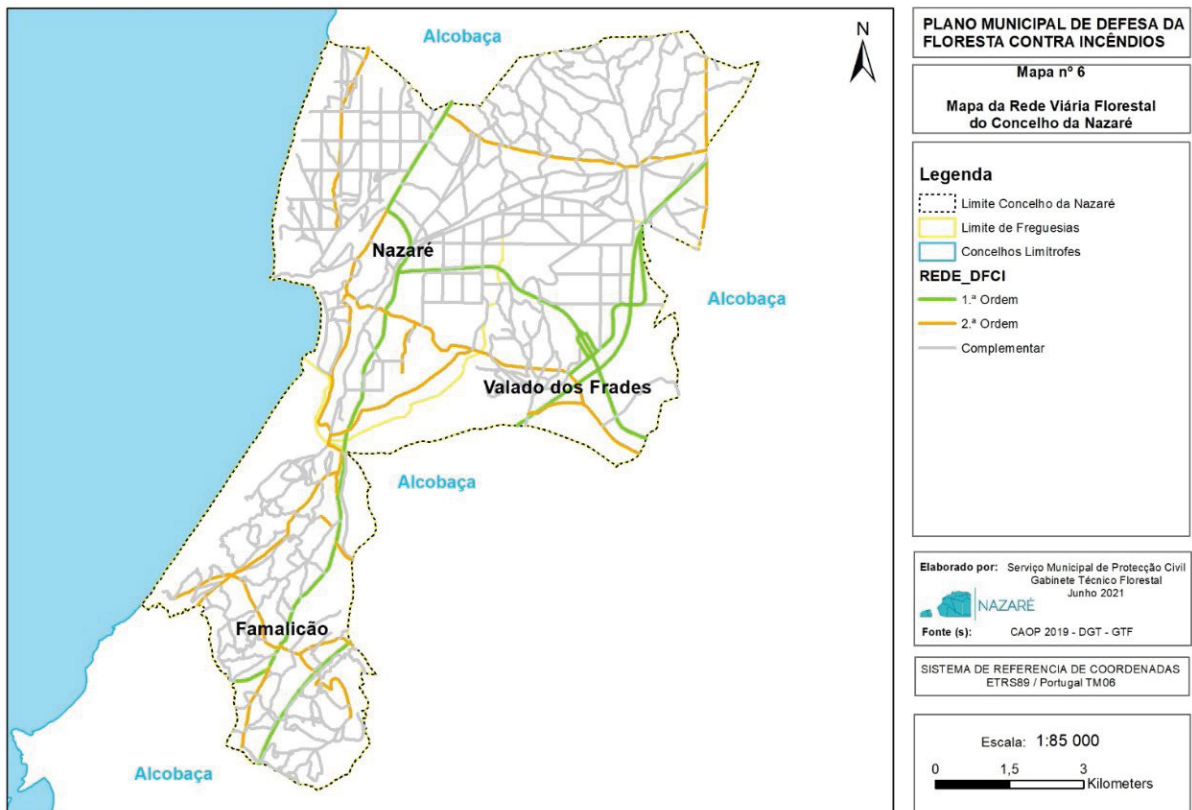 Alcobaça
N
Nazaré
Alcobaça
Valado dos Frades
Alcobaça
Famalicão
Alcobaça
PLANO MUNICIPAL DE DEFESA DA
FLORESTA CONTRA INCÊNDIOS
Mapa nº 6
Mapa da Rede Viária Florestal
do Concelho da Nazaré
Legenda
Limite Concelho da Nazaré
Limite de Freguesias
Concelhos Limítrofes
REDE_DFCI
1.ª Ordem
2.ª Ordem
Complementar
Elaborado por: Serviço Municipal de Protecção Civil
Gabinete Técnico Florestal
Junho 2021
NAZARÉ
Fonte (s): CAOP 2019 - DGT - GTF
SISTEMA DE REFERENCIA DE COORDENADAS
ETRS89 / Portugal TM06
Escala: 1:85 000
0 1,5 3
Kilometers